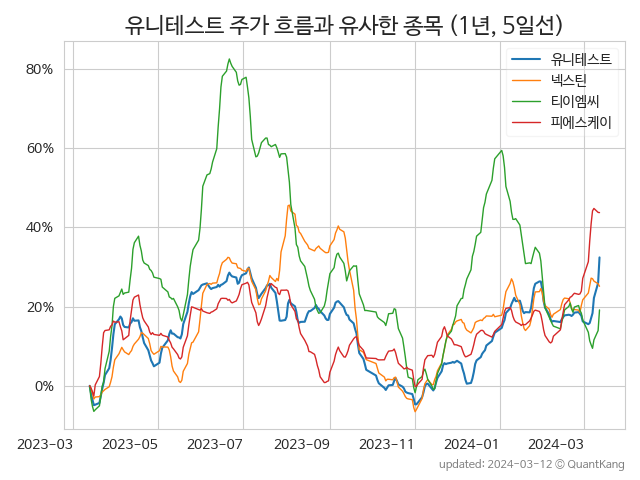 유니테스트 주가 흐름과 유사한 종목 (1년, 5일선)
유니테스트
넥스틴
티이엠씨
피에스케이
80%
60%
40%
20%
0%
2023-03 2023-05 2023-07 2023-09 2023-11 2024-01 2024-03
updated: 2024-03-12 © QuantKang